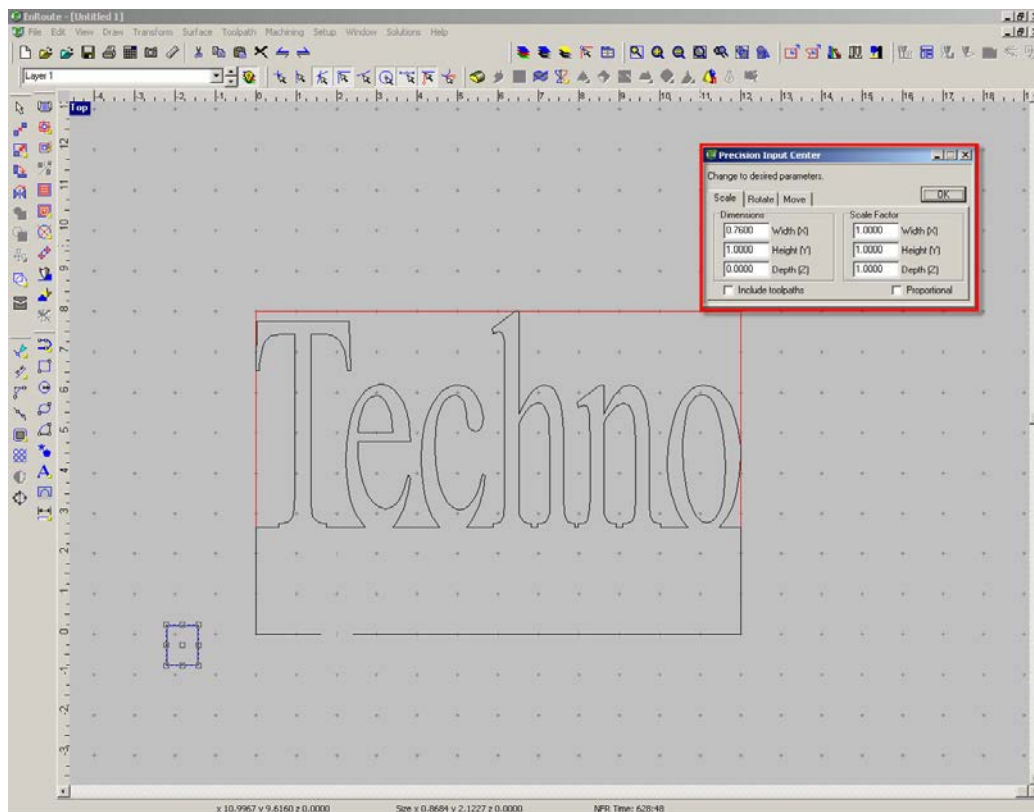 EnRoute - [Untitled 1]
File Edit View Draw Transform Surface Toolpath Machining Setup Window Solutions Help
Layer 1
Top
Precision Input Center
Change to desired parameters.
OK
Scale Rotate Move
Dimensions Scale Factor
0.7600 Width (X) 1.0000 Width (X)
1.0000 Height (Y) 1.0000 Height (Y)
0.0000 Depth (Z) 1.0000 Depth (Z)
Include toolpaths Proportional
Techno
x 10.9967 y 9.6160 z 0.0000 Size x 0.8684 y 2.1227 z 0.0000 NFR Time: 628:48